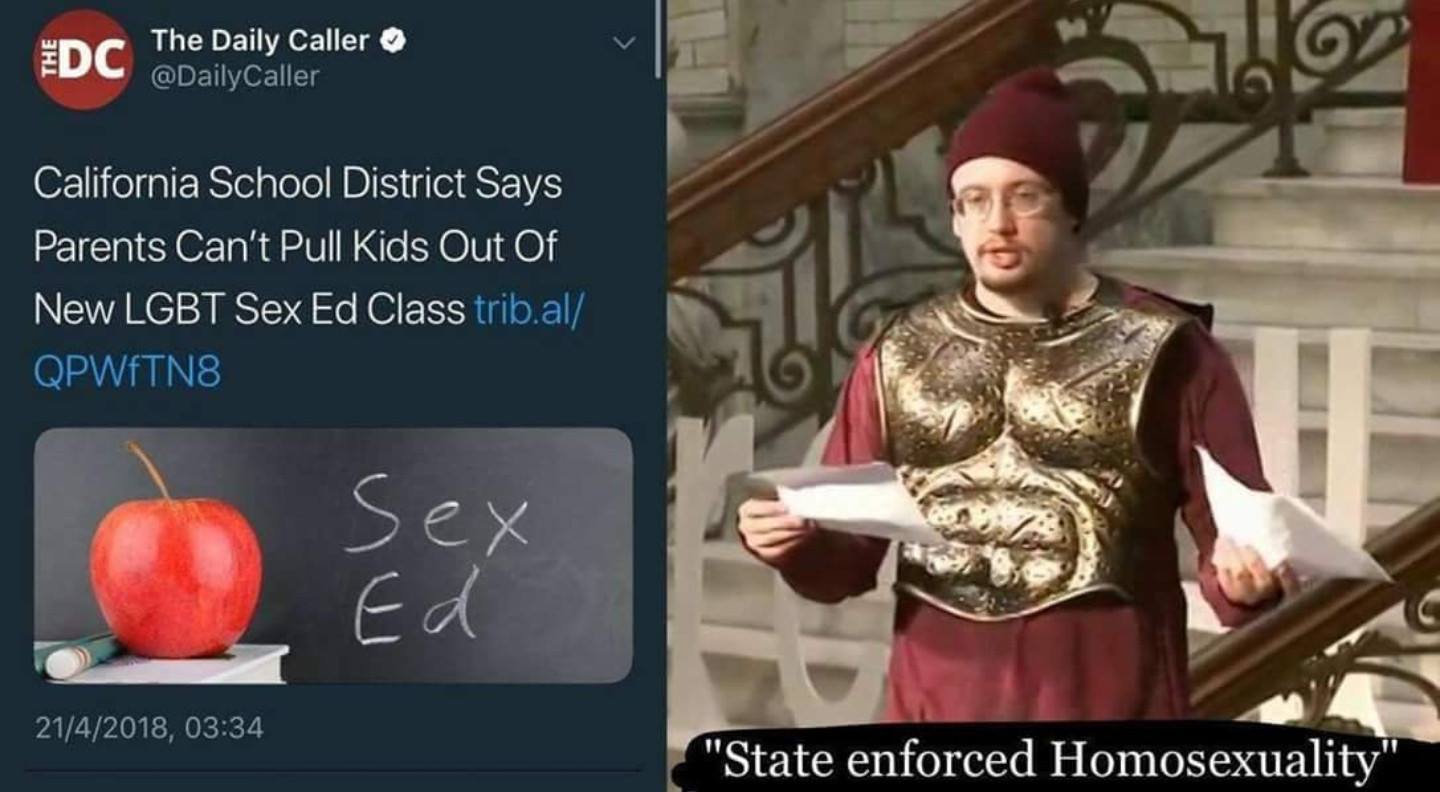 THE DC
The Daily Caller
@DailyCaller
California School District Says
Parents Can't Pull Kids Out Of
New LGBT Sex Ed Class trib.al/
QPWfTN8
Sex
Ed
21/4/2018, 03:34
"State enforced Homosexuality"